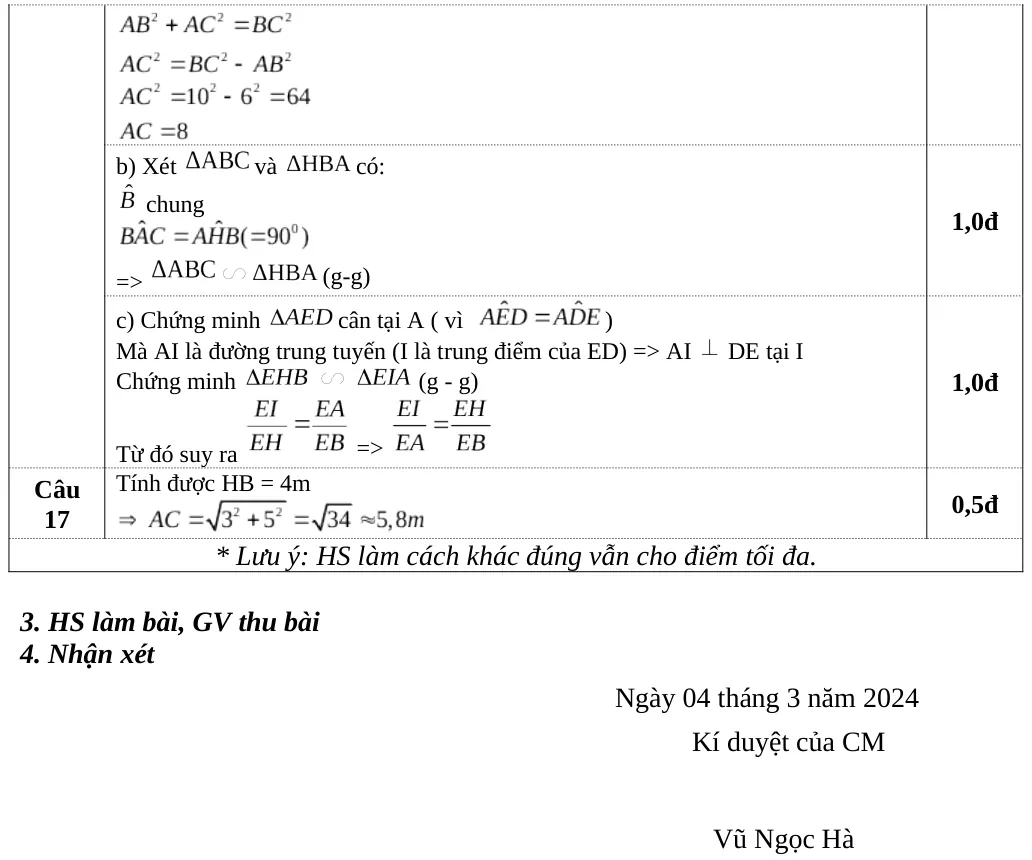 AB² + AC² = BC²
AC² = BC² - AB²
AC² = 10² - 6² = 64
AC = 8
b) Xét ΔABC và ΔHBA có:
B̂ chung
BÂC = AĤB(= 90⁰)
=> ΔABC ∽ ΔHBA (g-g)
1,0đ
c) Chứng minh ΔAED cân tại A ( vì AÊD = AD̂E )
Mà AI là đường trung tuyến (I là trung điểm của ED) => AI ⊥ DE tại I
Chứng minh ΔEHB ∽ ΔEIA (g - g)
Từ đó suy ra EI/EH = EA/EB => EI/EA = EH/EB
1,0đ
Câu 17
Tính được HB = 4m
⇒ AC = √(3² + 5²) = √34 ≈ 5,8m
0,5đ
* Lưu ý: HS làm cách khác đúng vẫn cho điểm tối đa.
3. HS làm bài, GV thu bài
4. Nhận xét
Ngày 04 tháng 3 năm 2024
Kí duyệt của CM
Vũ Ngọc Hà